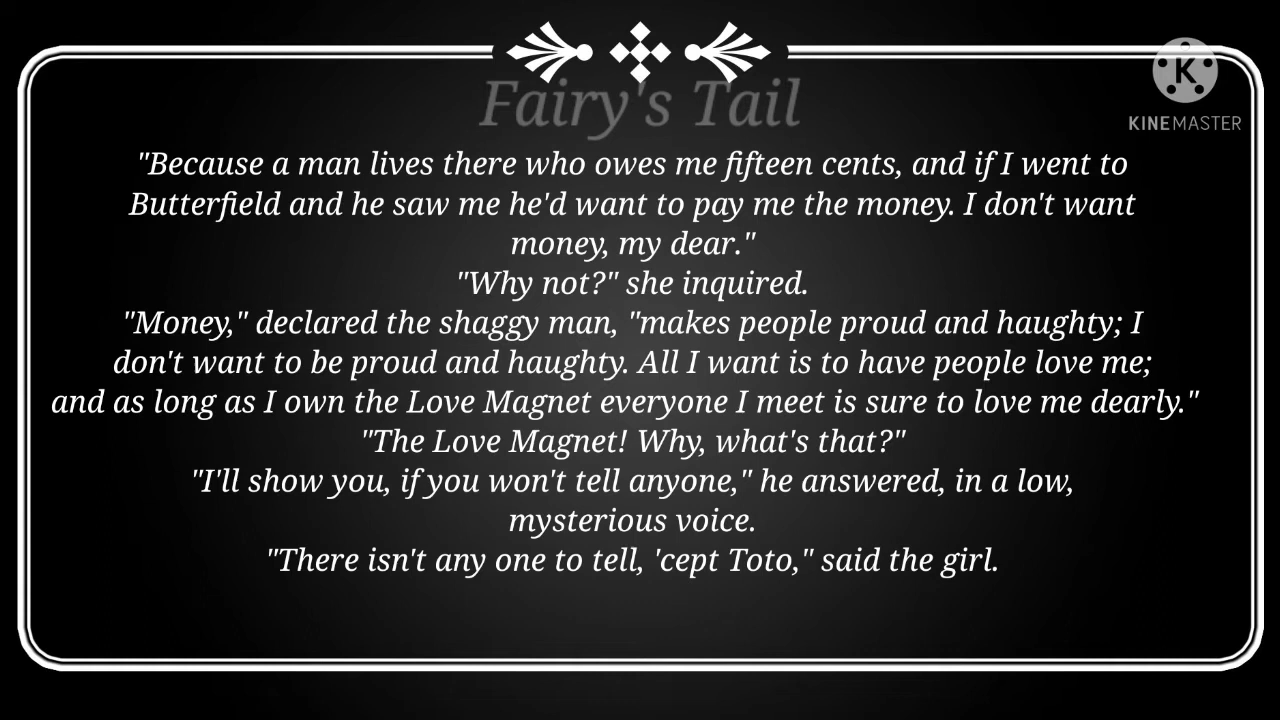 Fairy's Tail
K
KINEMASTER
"Because a man lives there who owes me fifteen cents, and if I went to
Butterfield and he saw me he'd want to pay me the money. I don't want
money, my dear."
"Why not?" she inquired.
"Money," declared the shaggy man, "makes people proud and haughty; I
don't want to be proud and haughty. All I want is to have people love me;
and as long as I own the Love Magnet everyone I meet is sure to love me dearly."
"The Love Magnet! Why, what's that?"
"I'll show you, if you won't tell anyone," he answered, in a low,
mysterious voice.
"There isn't any one to tell, 'cept Toto," said the girl.